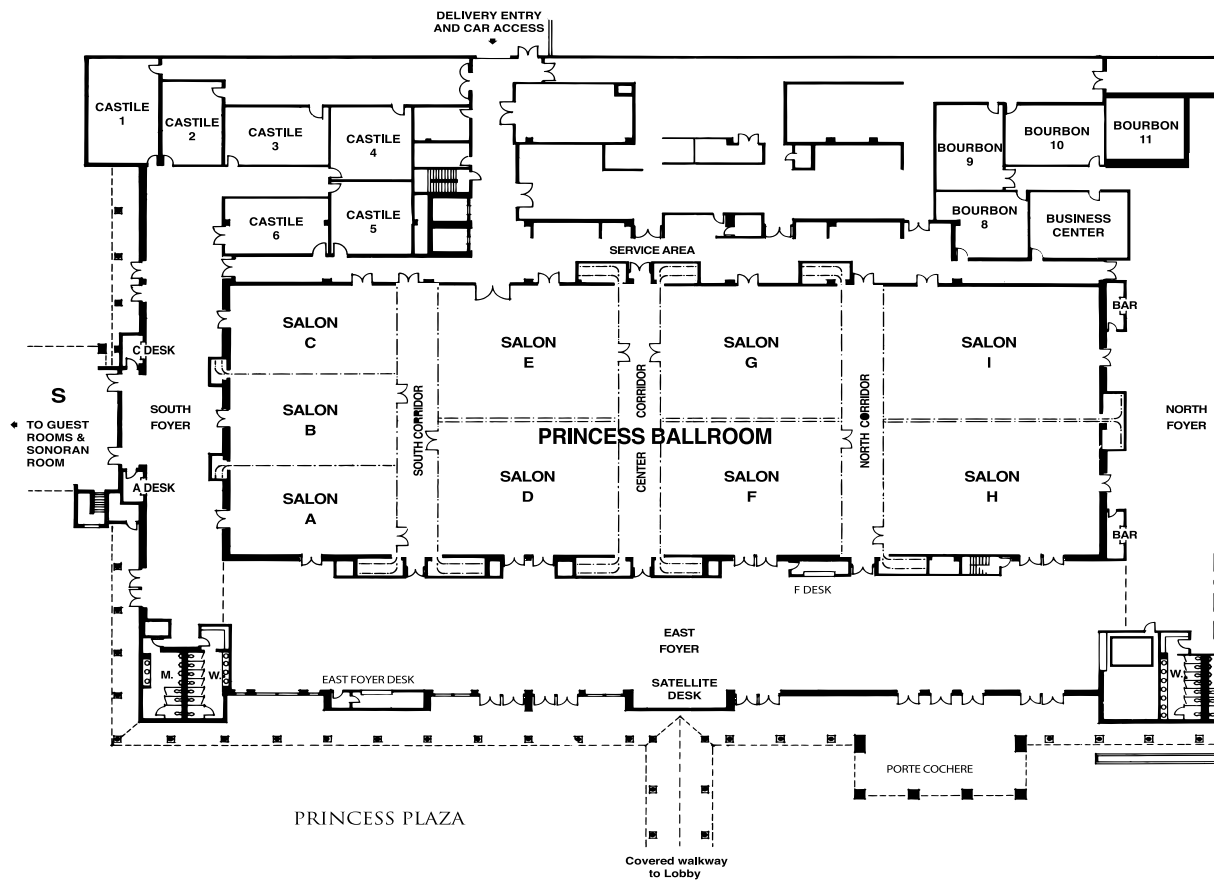 DELIVERY ENTRY
AND CAR ACCESS
CASTILE
1
CASTILE
2
CASTILE
3
CASTILE
4
CASTILE
5
CASTILE
6
BOURBON
9
BOURBON
10
BOURBON
11
BOURBON
8
BUSINESS
CENTER
SERVICE AREA
SALON
C
SALON
E
SALON
G
SALON
I
BAR
C DESK
S
TO GUEST
ROOMS &
SONORAN
ROOM
SOUTH
FOYER
SALON
B
SOUTH CORRIDOR
CENTER CORRIDOR
NORTH CORRIDOR
PRINCESS BALLROOM
NORTH
FOYER
A DESK
SALON
A
SALON
D
SALON
F
SALON
H
BAR
F DESK
EAST
FOYER
M.
W.
EAST FOYER DESK
SATELLITE
DESK
W.
PORTE COCHERE
PRINCESS PLAZA
Covered walkway
to Lobby